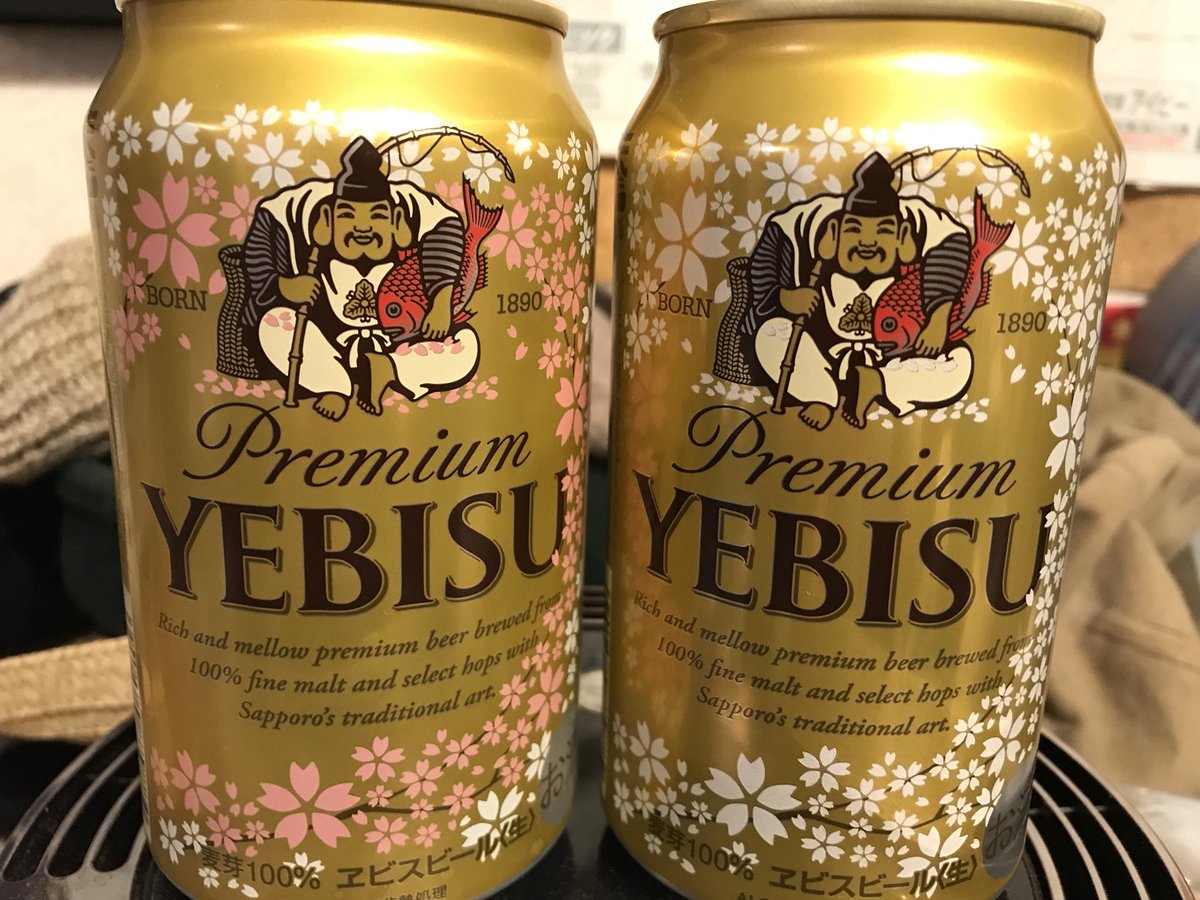 BORN 1890
Premium
YEBISU
Rich and mellow premium beer brewed from
100% fine malt and select hops with
Sapporo's traditional art.
麦芽100% ヱビスビール〈生〉
BORN 1890
Premium
YEBISU
Rich and mellow premium beer brewed from
100% fine malt and select hops with
Sapporo's traditional art.
麦芽100% ヱビスビール〈生〉